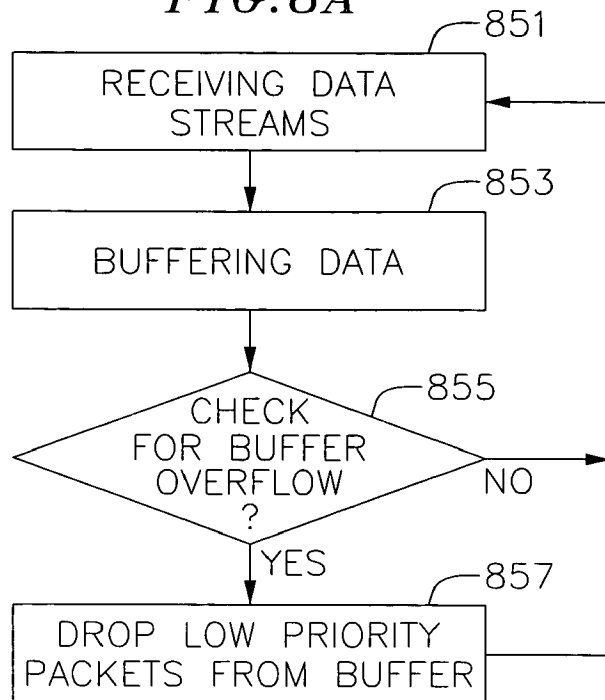 FIG.8A
851
RECEIVING DATA
STREAMS
853
BUFFERING DATA
855
CHECK
FOR BUFFER
OVERFLOW
?
NO
YES
857
DROP LOW PRIORITY
PACKETS FROM BUFFER